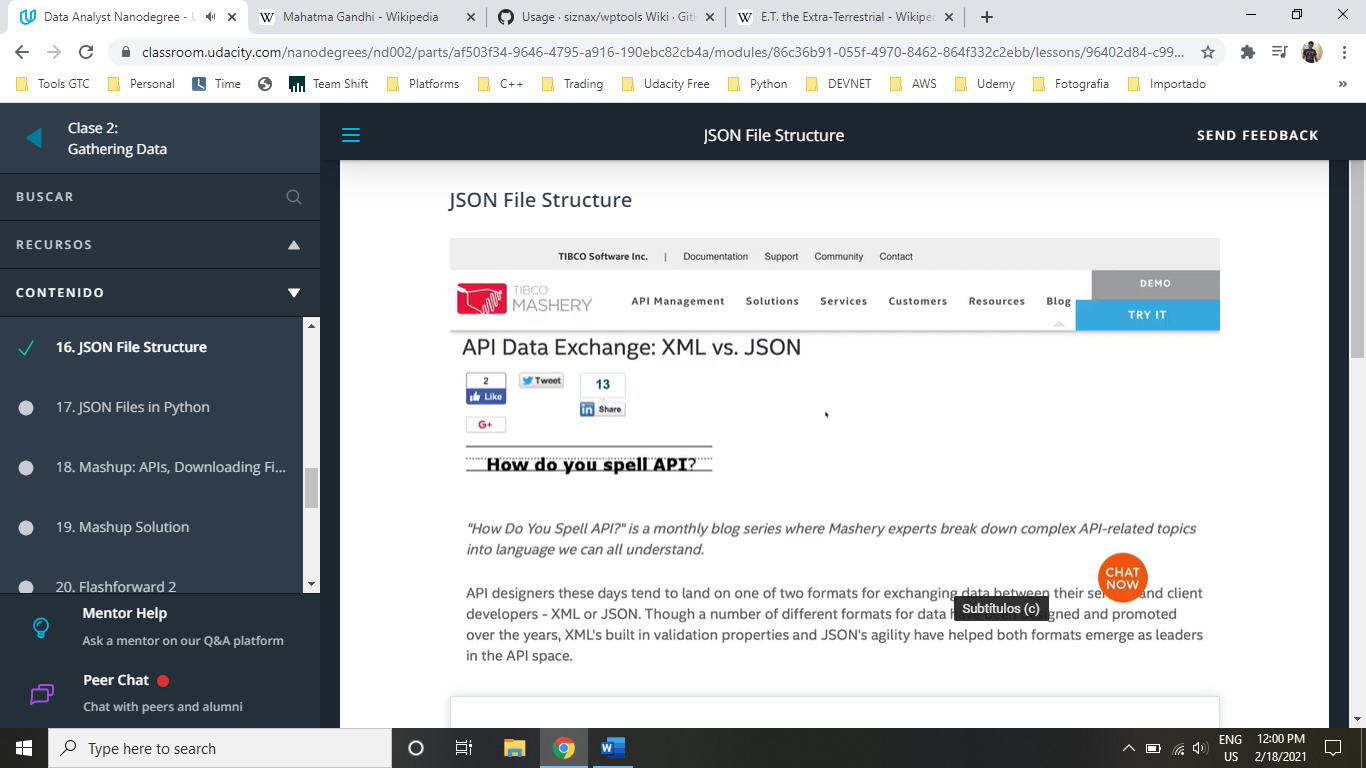 Data Analyst Nanodegree - U
Mahatma Gandhi - Wikipedia
Usage · siznax/wptools Wiki · GitH
E.T. the Extra-Terrestrial - Wikiped
classroom.udacity.com/nanodegrees/nd002/parts/af503f34-9646-4795-a916-190ebc82cb4a/modules/86c36b91-055f-4970-8462-864f332c2ebb/lessons/96402d84-c99...
Tools GTC
Personal
Time
Team Shift
Platforms
C++
Trading
Udacity Free
Python
DEVNET
AWS
Udemy
Fotografia
Importado
»
Clase 2:
Gathering Data
JSON File Structure
SEND FEEDBACK
BUSCAR
RECURSOS
CONTENIDO
16. JSON File Structure
17. JSON Files in Python
18. Mashup: APIs, Downloading Fi...
19. Mashup Solution
20. Flashforward 2
Mentor Help
Ask a mentor on our Q&A platform
Peer Chat
Chat with peers and alumni
JSON File Structure
TIBCO Software Inc. | Documentation Support Community Contact
TIBCO
MASHERY
API Management Solutions Services Customers Resources Blog
DEMO
TRY IT
API Data Exchange: XML vs. JSON
2
Like
Tweet
13
in Share
G+
How do you spell API?
"How Do You Spell API?" is a monthly blog series where Mashery experts break down complex API-related topics
into language we can all understand.
CHAT
NOW
API designers these days tend to land on one of two formats for exchanging data between their and client
Subtítulos (c)
developers - XML or JSON. Though a number of different formats for data have been designed and promoted
over the years, XML's built in validation properties and JSON's agility have helped both formats emerge as leaders
in the API space.
Type here to search
W
ENG
US
12:00 PM
2/18/2021